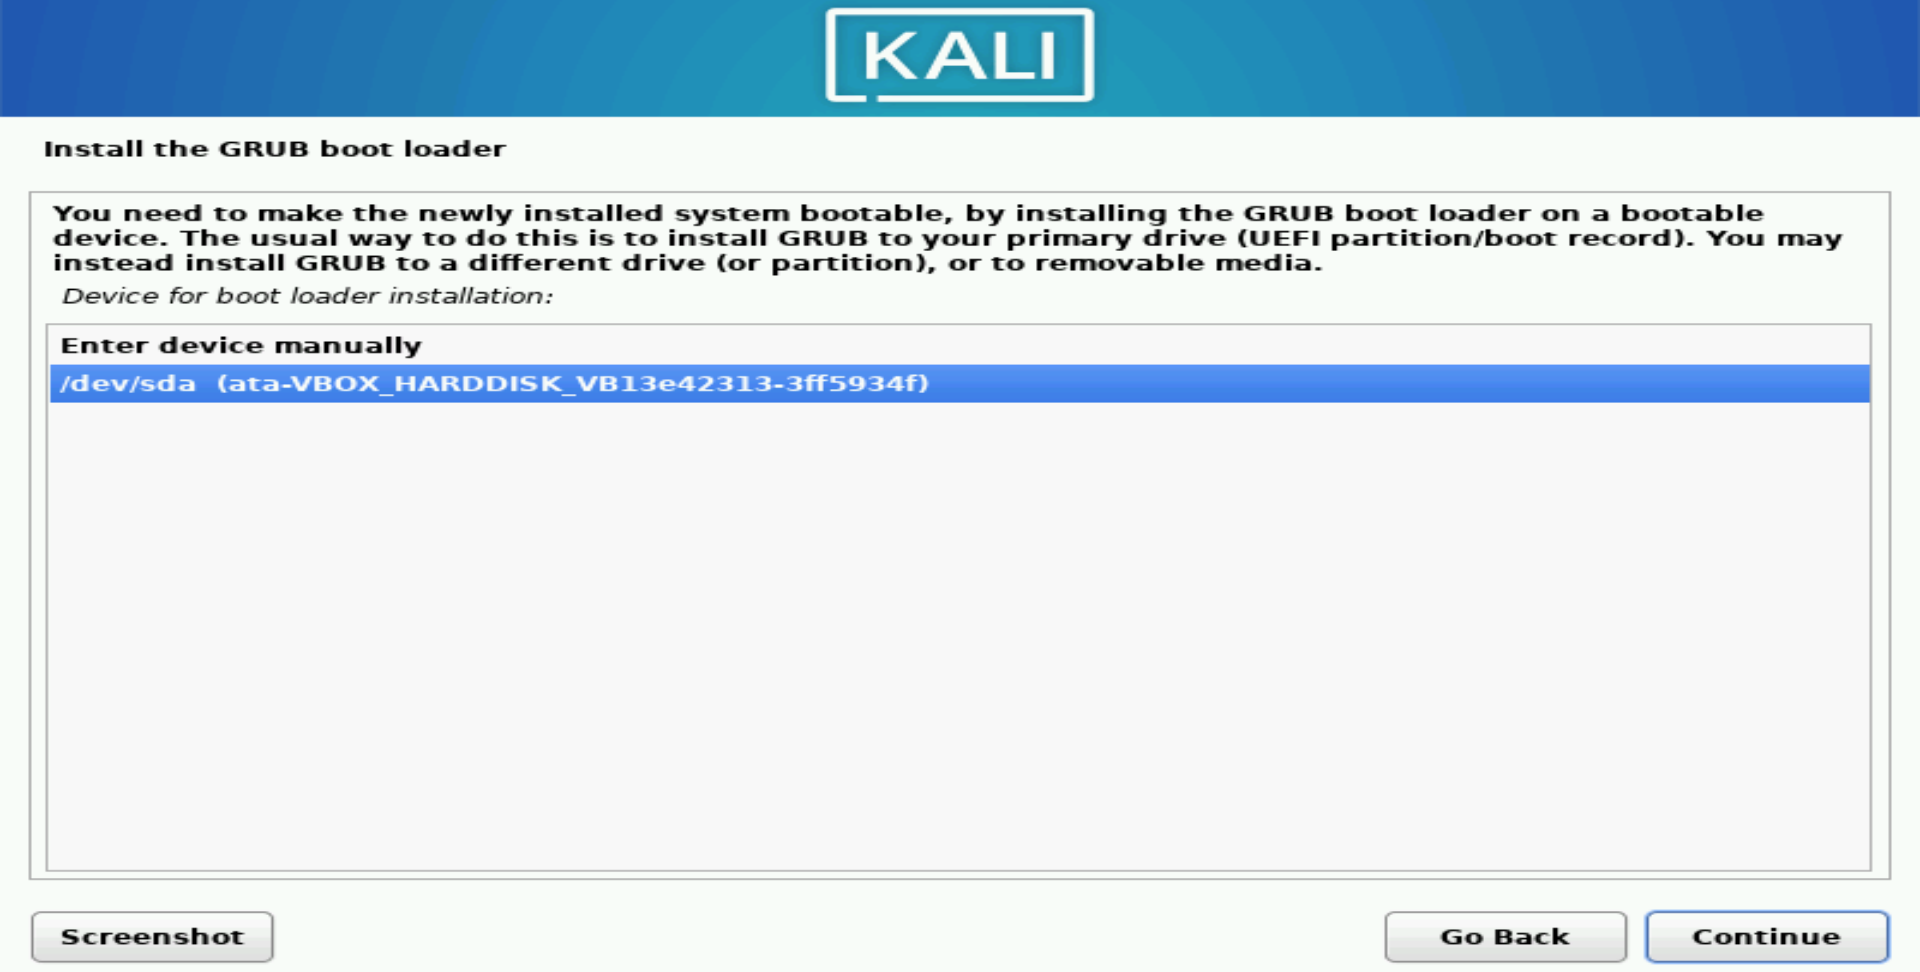 KALI
Install the GRUB boot loader
You need to make the newly installed system bootable, by installing the GRUB boot loader on a bootable
device. The usual way to do this is to install GRUB to your primary drive (UEFI partition/boot record). You may
instead install GRUB to a different drive (or partition), or to removable media.
Device for boot loader installation:
Enter device manually
/dev/sda (ata-VBOX_HARDDISK_VB13e42313-3ff5934f)
Screenshot
Go Back
Continue